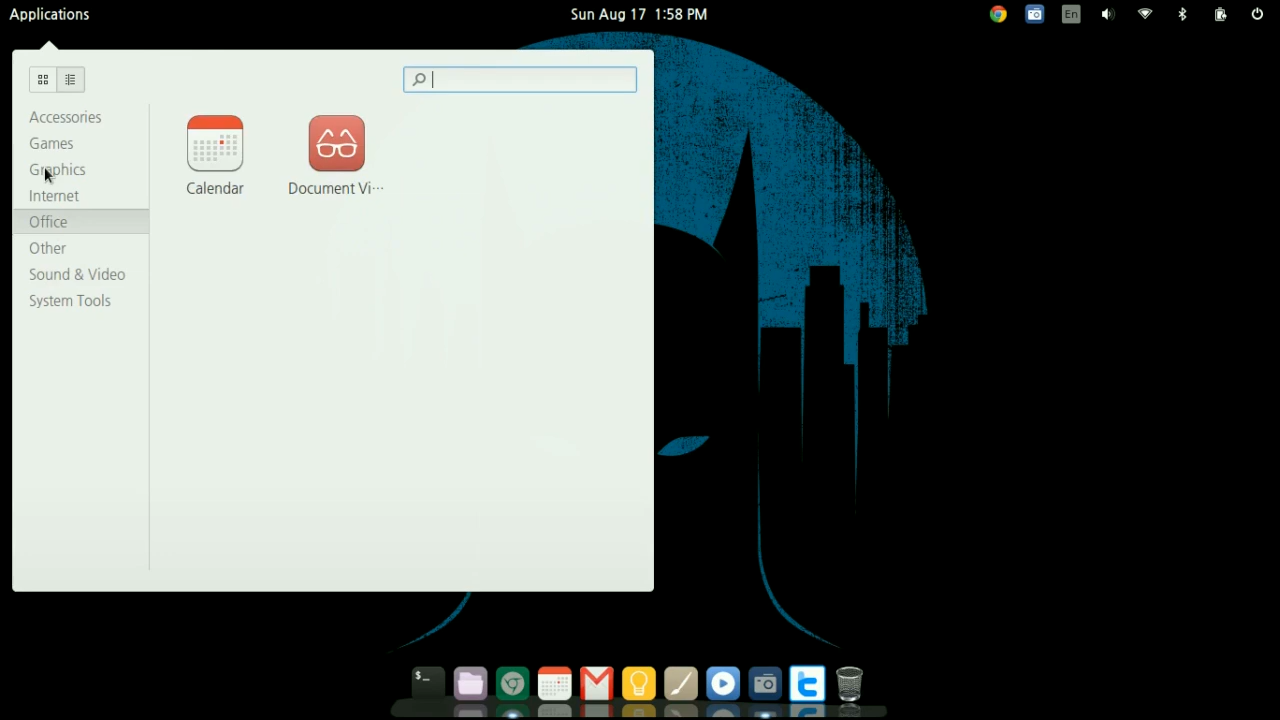 Applications
Sun Aug 17 1:58 PM
En
Accessories
Games
Graphics
Internet
Office
Other
Sound & Video
System Tools
Calendar
Document Vi···
$_